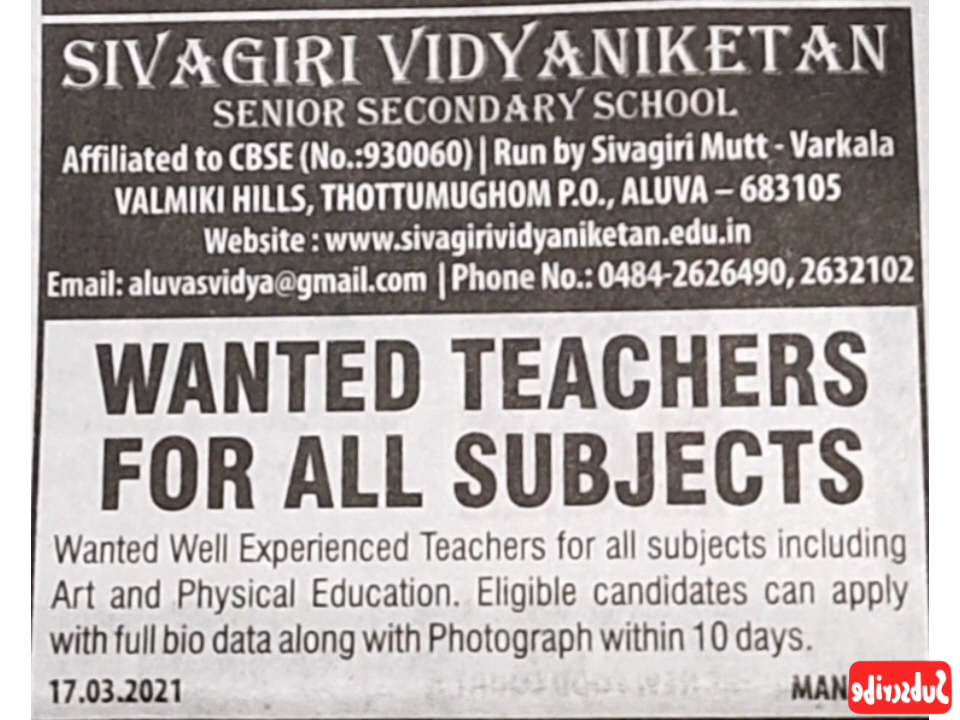 SIVAGIRI VIDYANIKETAN
SENIOR SECONDARY SCHOOL
Affiliated to CBSE (No.:930060) | Run by Sivagiri Mutt - Varkala
VALMIKI HILLS, THOTTUMUGHOM P.O., ALUVA – 683105
Website : www.sivagirividyaniketan.edu.in
Email: aluvasvidya@gmail.com | Phone No.: 0484-2626490, 2632102
WANTED TEACHERS
FOR ALL SUBJECTS
Wanted Well Experienced Teachers for all subjects including
Art and Physical Education. Eligible candidates can apply
with full bio data along with Photograph within 10 days.
17.03.2021
Subscribe